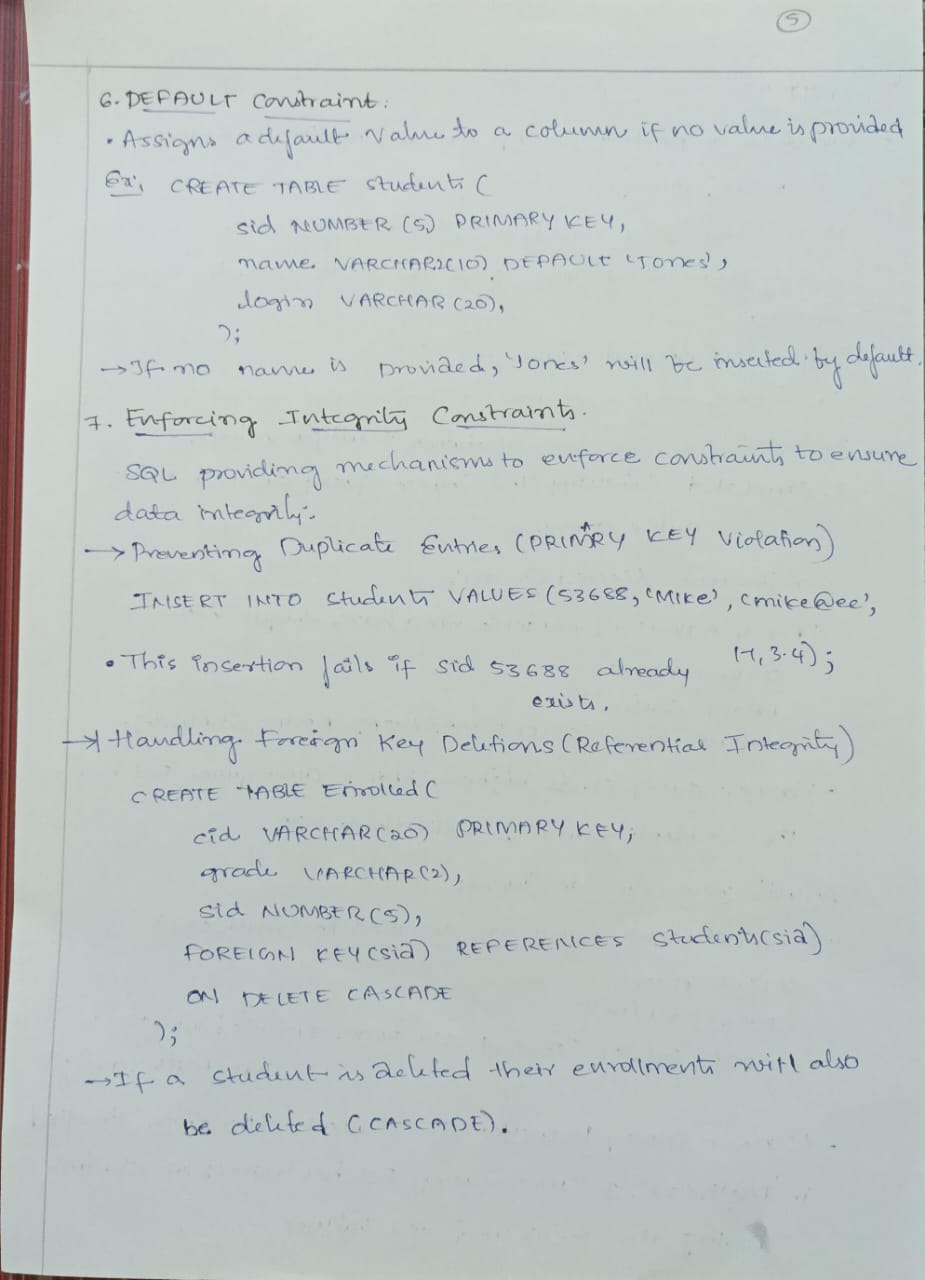 5
6. DEFAULT Constraint:
• Assigns a default value to a column if no value is provided
Ex: CREATE TABLE students (
sid NUMBER (5) PRIMARY KEY,
name VARCHAR2(10) DEFAULT 'Jones',
login VARCHAR (20),
);
→ If no name is provided, 'Jones' will be inserted by default.
7. Enforcing Integrity Constraints.
SQL providing mechanisms to enforce constraints to ensure
data integrity.
→ Preventing Duplicate Entries (PRIMARY KEY Violation)
INSERT INTO students VALUES (53688, 'Mike', 'mike@ee',
17, 3.4);
• This insertion fails if sid 53688 already
exists.
→ Handling Foreign Key Deletions (Referential Integrity)
CREATE TABLE Enrolled (
cid VARCHAR(20) PRIMARY KEY,
grade VARCHAR(2),
sid NUMBER(5),
FOREIGN KEY(sid) REFERENCES students(sid)
ON DELETE CASCADE
);
→ If a student is deleted their enrollments will also
be deleted (CASCADE).